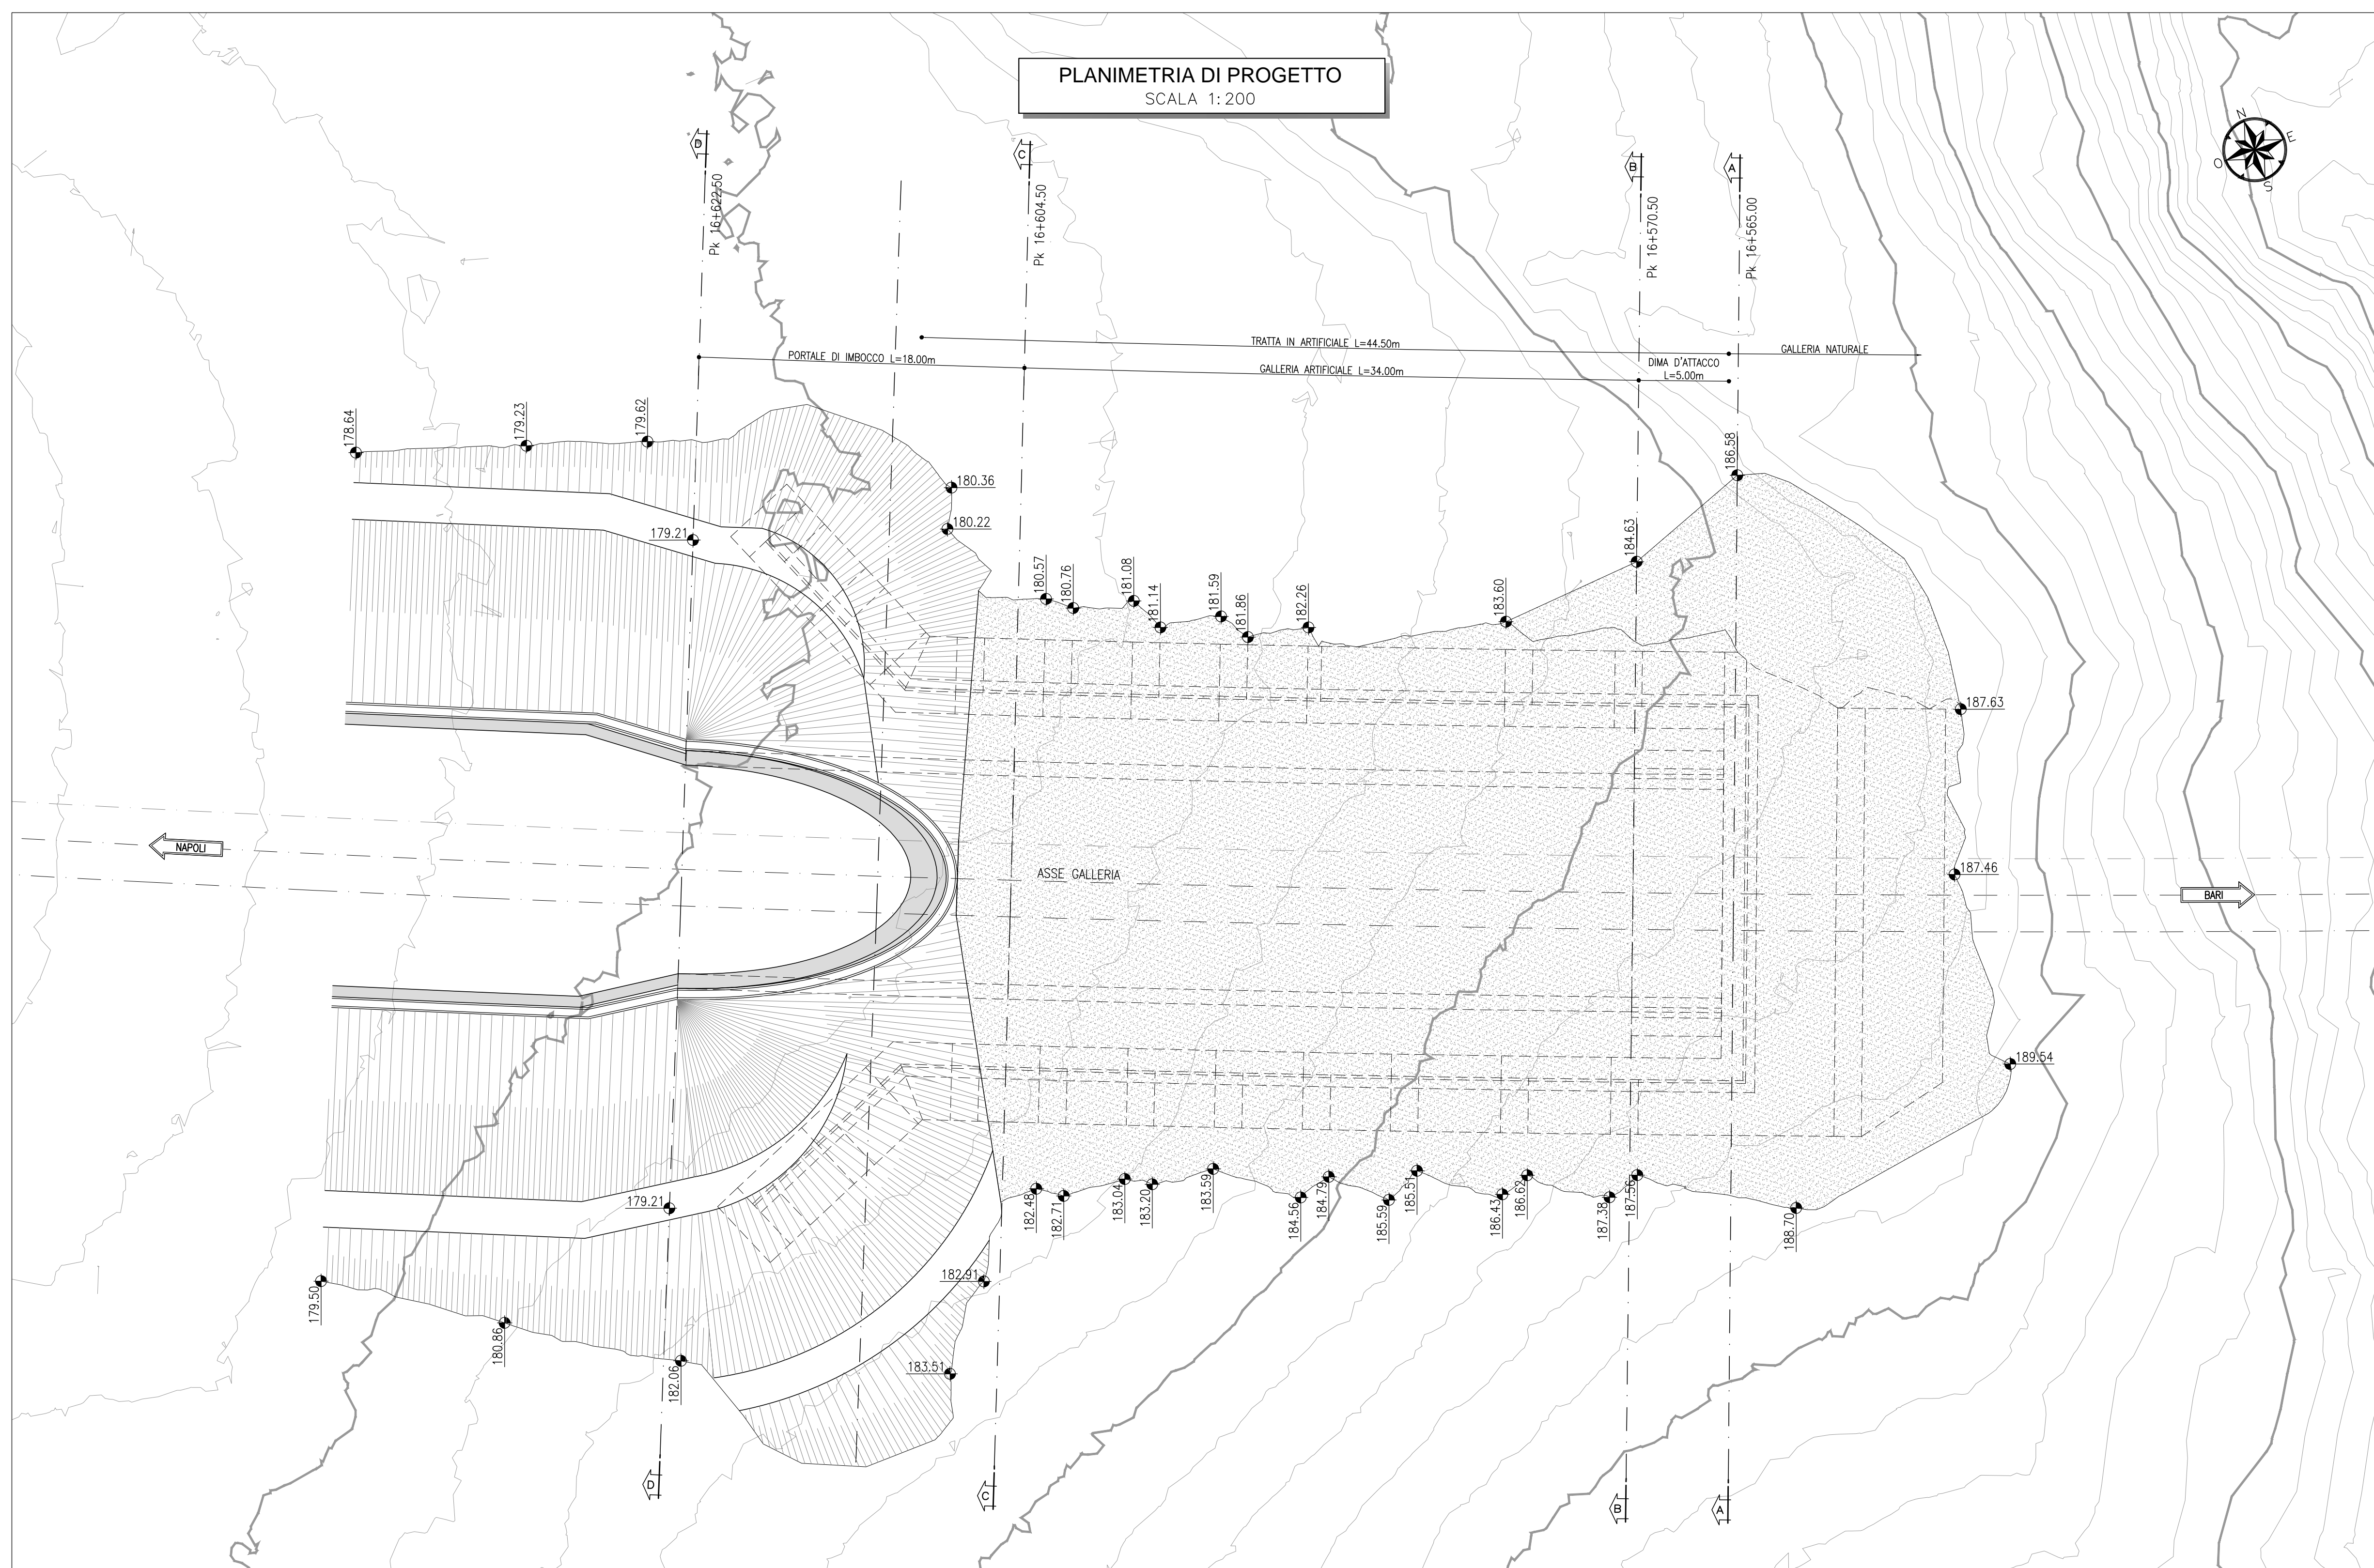 PLANIMETRIA DI PROGETTO
SCALA 1:200
N
E
O
S
D
C
B
A
Pk 16+622.50
Pk 16+604.50
Pk 16+570.50
Pk 16+565.00
TRATTA IN ARTIFICIALE L=44.50m
GALLERIA NATURALE
PORTALE DI IMBOCCO L=18.00m
GALLERIA ARTIFICIALE L=34.00m
DIMA D'ATTACCO
L=5.00m
178.64
179.23
179.62
186.58
180.36
180.22
179.21
184.63
180.57
180.76
181.08
181.14
181.59
181.86
182.26
183.60
187.63
NAPOLI
ASSE GALLERIA
187.46
BARI
189.54
182.48
182.71
183.04
183.20
183.59
184.56
184.79
185.59
185.51
186.43
186.62
187.38
187.56
188.70
179.21
182.91
179.50
180.86
182.06
183.51
D
C
B
A